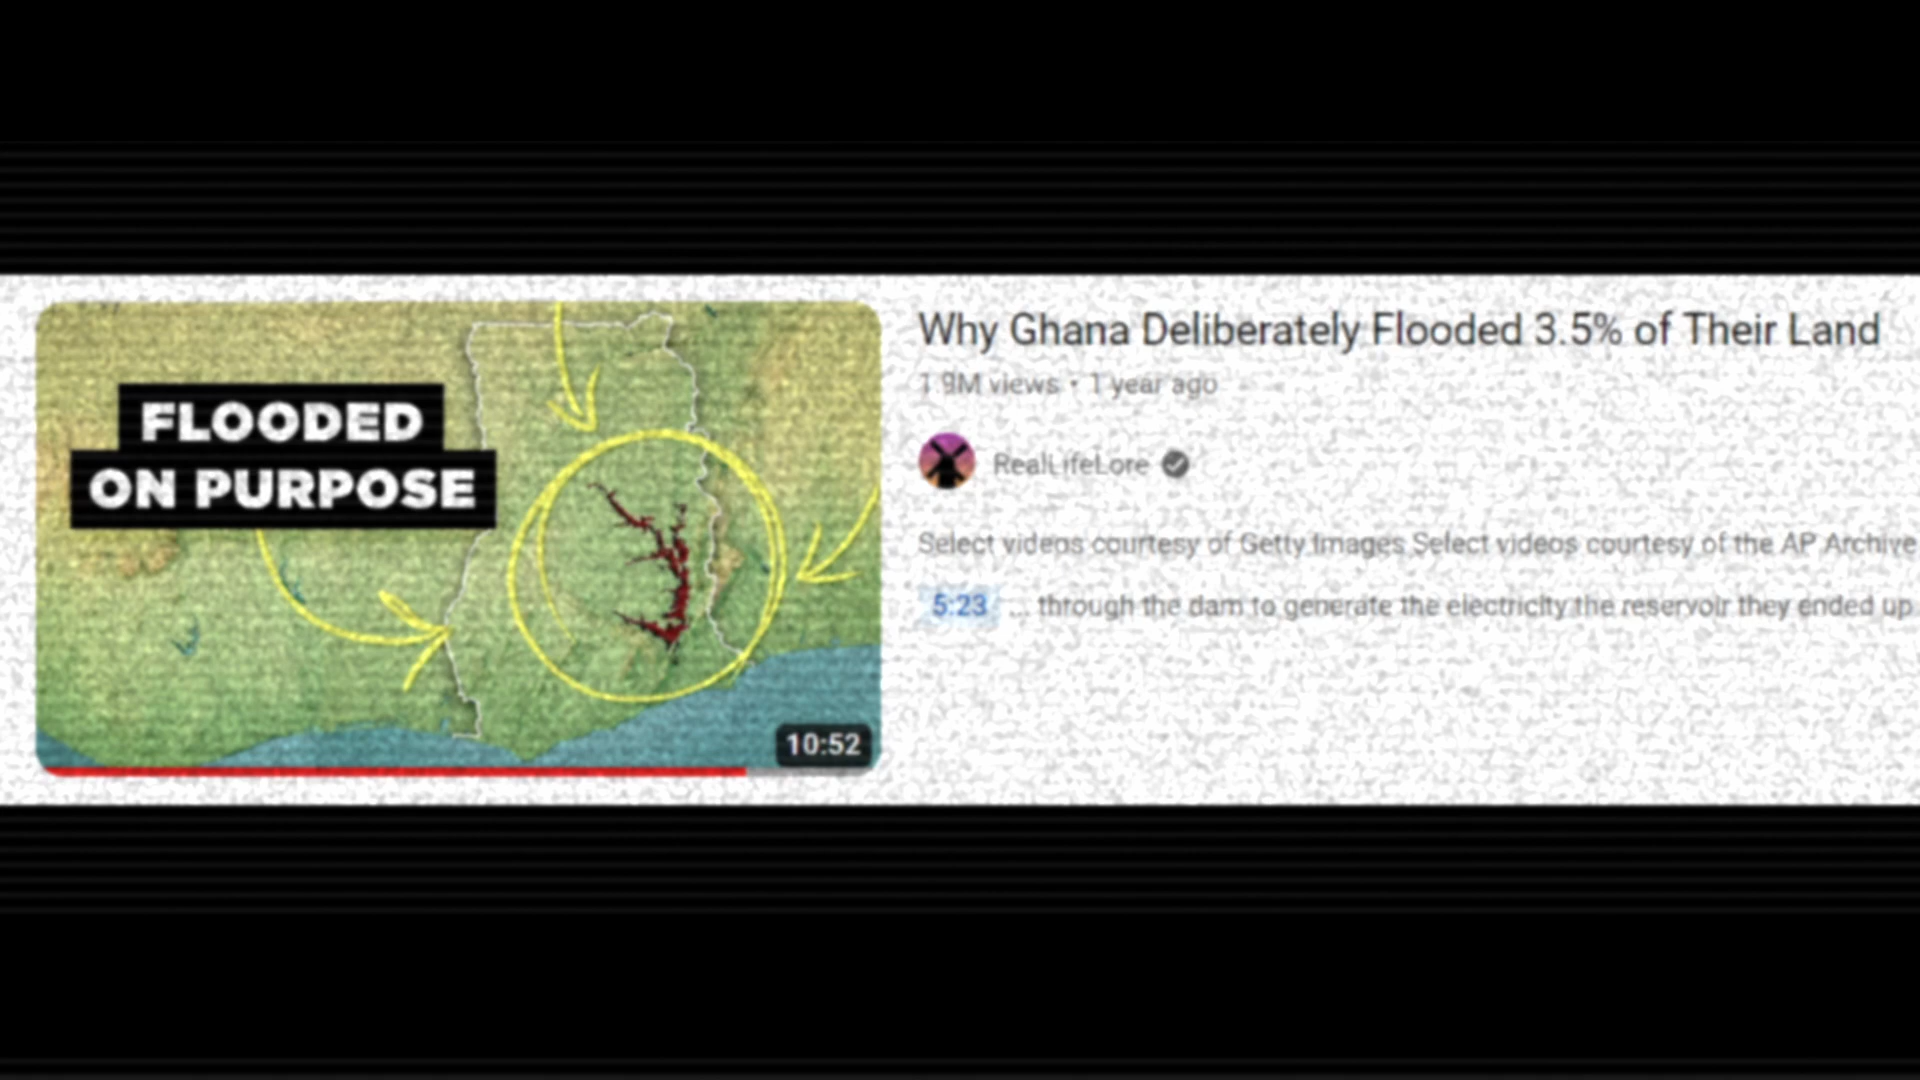 FLOODED
ON PURPOSE
10:52
Why Ghana Deliberately Flooded 3.5% of Their Land
1.9M views • 1 year ago
RealLifeLore
Select videos courtesy of Getty Images Select videos courtesy of the AP Archive
5:23 ... through the dam to generate the electricity the reservoir they ended up